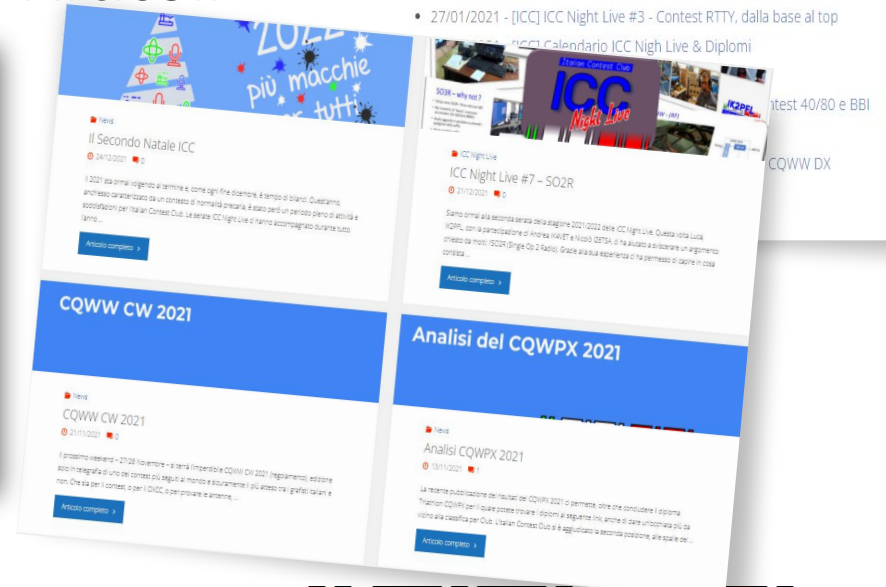 • 27/01/2021 - [ICC] ICC Night Live #3 - Contest RTTY, dalla base al top
[ICC] Calendario ICC Nigh Live & Diplomi
ntest 40/80 e BBI
CQWW DX
2022
più macchie
per tutti
News
Il Secondo Natale ICC
24/12/2021 0
Il 2021 sta ormai volgendo al termine e, come ogni fine dicembre, è tempo di bilanci. Quest'anno,
anch'esso caratterizzato da un contesto di normalità precaria, è stato però un periodo pieno di attività e
soddisfazioni per l'Italian Contest Club. Le serate ICC Night Live ci hanno accompagnato durante tutto
l'anno ...
Articolo completo >
SO3R – why not ?
Italian Contest Club
ICC
Night Live
IK2PFL
ICC Night Live
ICC Night Live #7 – SO2R
21/12/2021 0
Siamo ormai alla seconda serata della stagione 2021/2022 delle ICC Night Live. Questa volta Luca,
IK2PFL, con la partecipazione di Andrea IK4VET e Nicolò IZ6TSA, ci ha aiutato a sviscerare un argomento
chiesto da molti: l'SO2R (Single Op 2 Radio). Grazie alla sua esperienza ci ha permesso di capire in cosa
consista ...
Articolo completo >
CQWW CW 2021
News
CQWW CW 2021
21/11/2021 0
Il prossimo weekend – 27/28 Novembre – si terrà l'imperdibile CQWW CW 2021 (regolamento), edizione
solo in telegrafia di uno dei contest più seguiti al mondo e sicuramente il più atteso tra i grafisti italiani e
non. Che sia per il contest, o per il DXCC, o per provare le antenne, ...
Articolo completo >
Analisi del CQWPX 2021
News
Analisi CQWPX 2021
13/11/2021 1
La recente pubblicazione dei risultati del CQWPX 2021 ci permette, oltre che concludere il diploma
Triathlon CQWPX per il quale potete trovare i diplomi al seguente link, anche di dare un'occhiata più da
vicino alla classifica per Club. L'Italian Contest Club si è aggiudicato la seconda posizione, alle spalle del ...
Articolo completo >